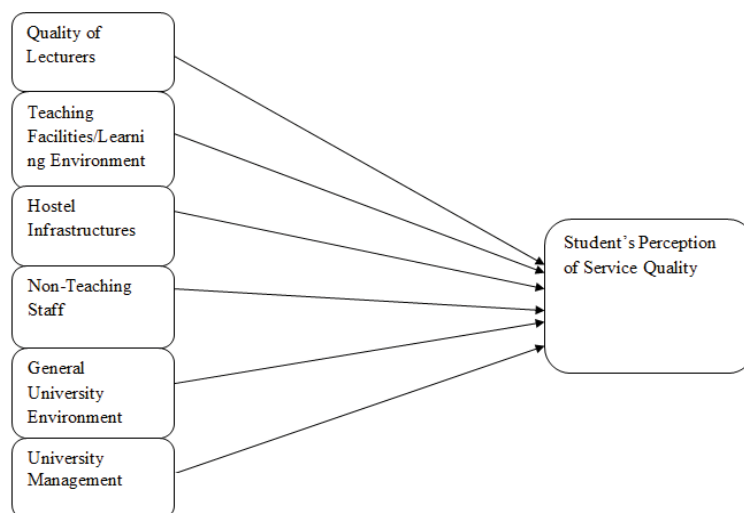 Quality of
Lecturers
Teaching
Facilities/Learni
ng Environment
Hostel
Infrastructures
Non-Teaching
Staff
General
University
Environment
University
Management
Student’s Perception
of Service Quality